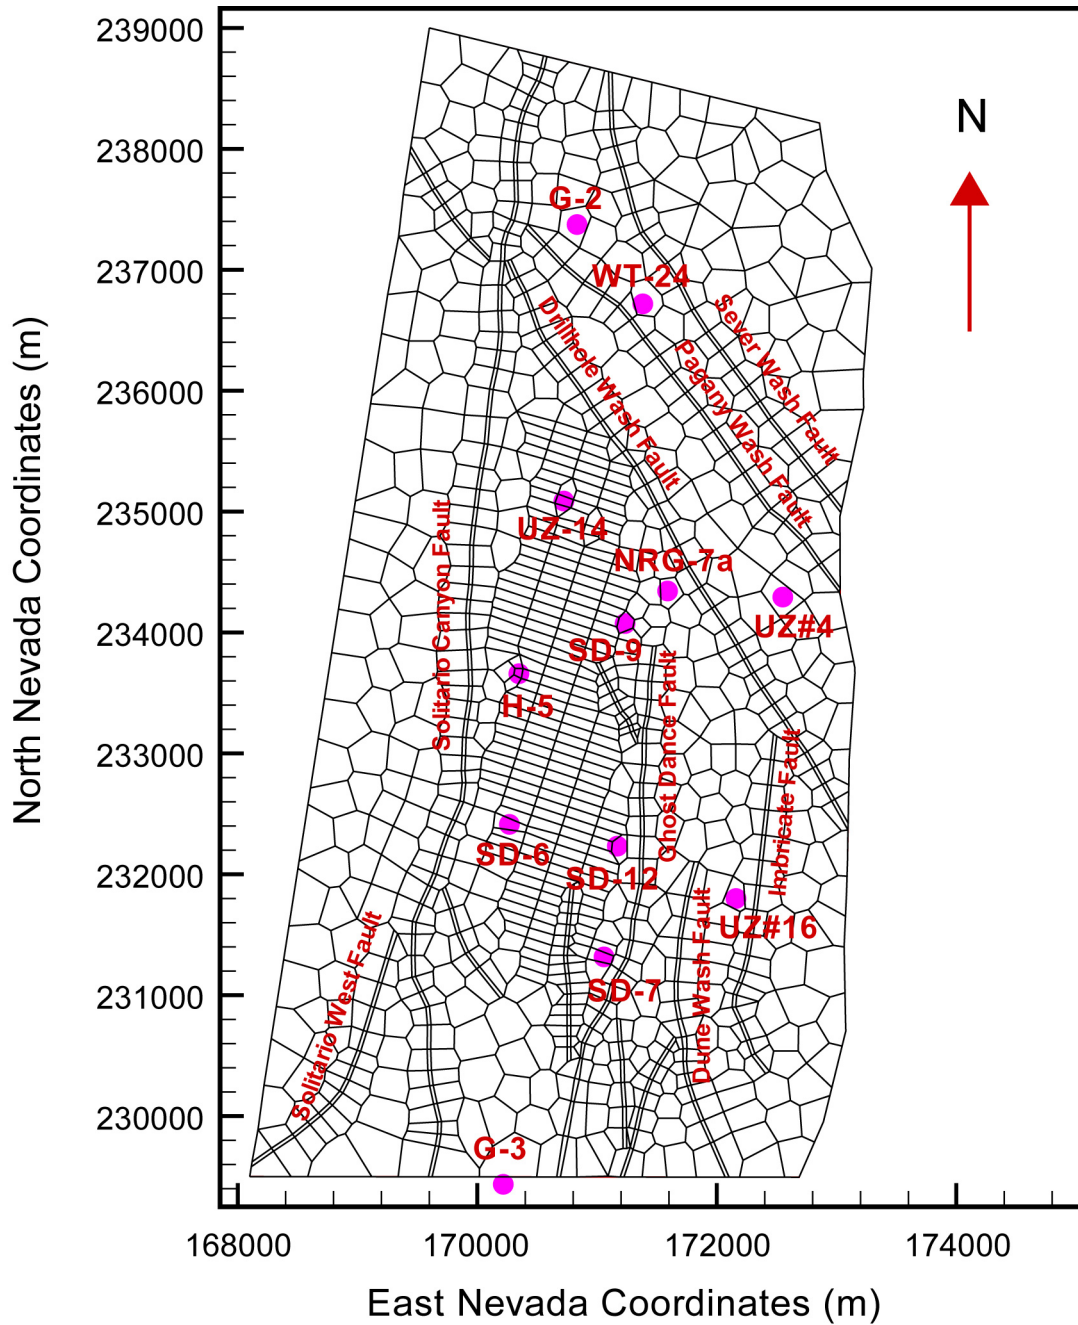 239000
238000
237000
236000
235000
234000
233000
232000
231000
230000
North Nevada Coordinates (m)
N
G-2
WT-24
Sever Wash Fault
Pagany Wash Fault
Drillhole Wash Fault
UZ-14
NRG-7a
UZ#4
SD-9
Solitario Canyon Fault
H-5
Ghost Dance Fault
Imbricate Fault
SD-6
SD-12
UZ#16
Dune Wash Fault
SD-7
Solitario West Fault
G-3
168000
170000
172000
174000
East Nevada Coordinates (m)